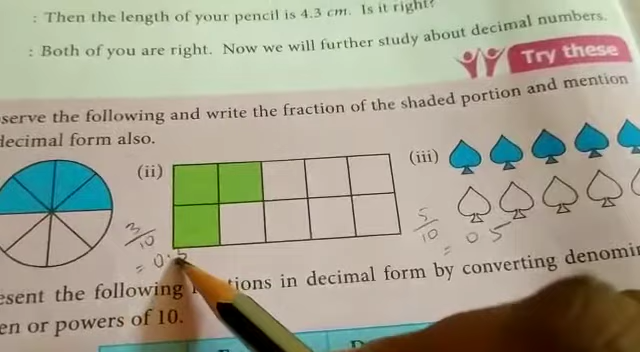 : Then the length of your pencil is 4.3 cm. Is it right?
: Both of you are right. Now we will further study about decimal numbers.
Try these
serve the following and write the fraction of the shaded portion and mention
decimal form also.
(ii)
(iii)
3/10
= 0.3
5/10
= 0.5
esent the following in decimal form by converting denomin
en or powers of 10.